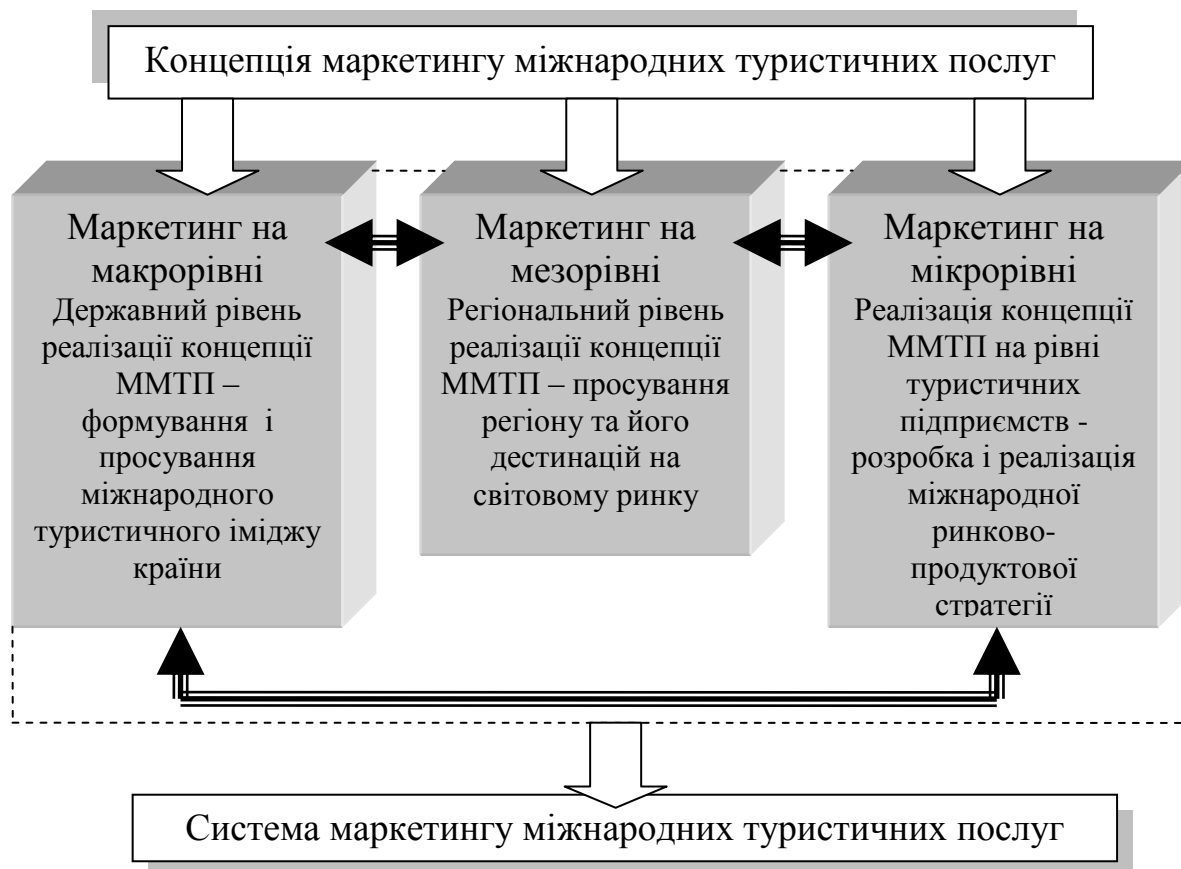 Концепція маркетингу міжнародних туристичних послуг
Маркетинг на
макрорівні
Державний рівень
реалізації концепції
ММТП –
формування і
просування
міжнародного
туристичного іміджу
країни
Маркетинг на
мезорівні
Регіональний рівень
реалізації концепції
ММТП – просування
регіону та його
дестинацій на
світовому ринку
Маркетинг на
мікрорівні
Реалізація концепції
ММТП на рівні
туристичних
підприємств -
розробка і реалізація
міжнародної
ринково-
продуктової
стратегії
Система маркетингу міжнародних туристичних послуг